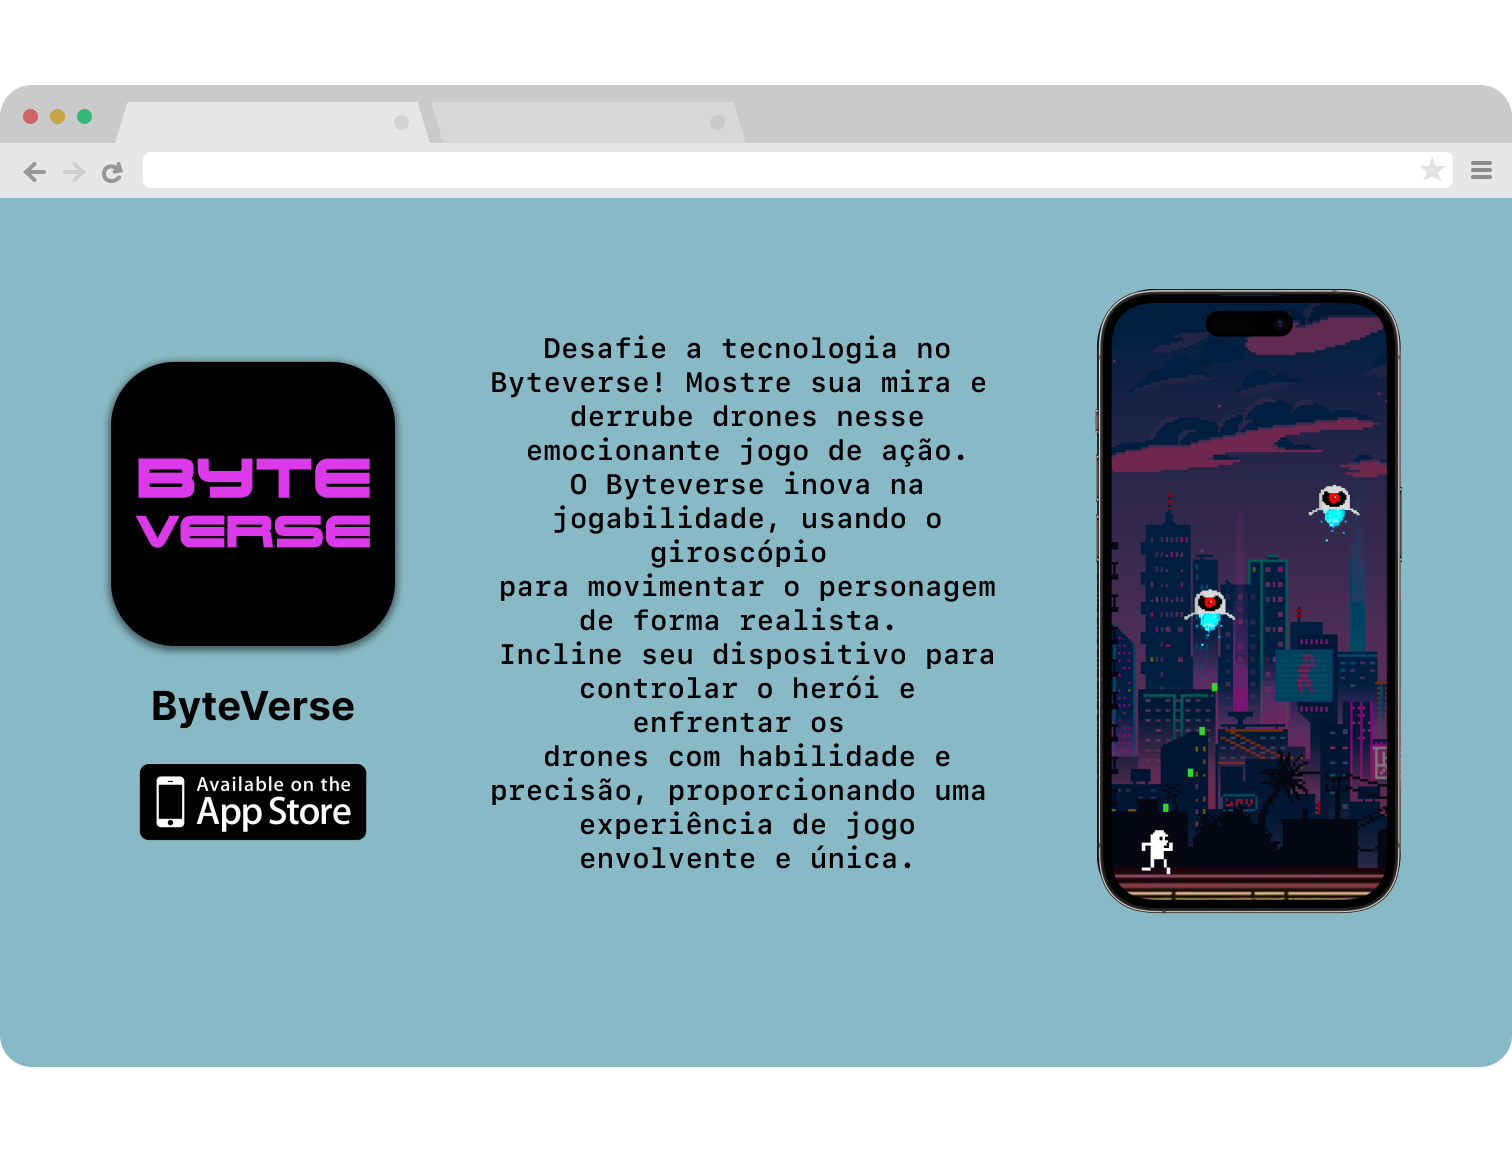 BYTE
VERSE
ByteVerse
Available on the
App Store
Desafie a tecnologia no
Byteverse! Mostre sua mira e
derrube drones nesse
emocionante jogo de ação.
O Byteverse inova na
jogabilidade, usando o
giroscópio
para movimentar o personagem
de forma realista.
Incline seu dispositivo para
controlar o herói e
enfrentar os
drones com habilidade e
precisão, proporcionando uma
experiência de jogo
envolvente e única.